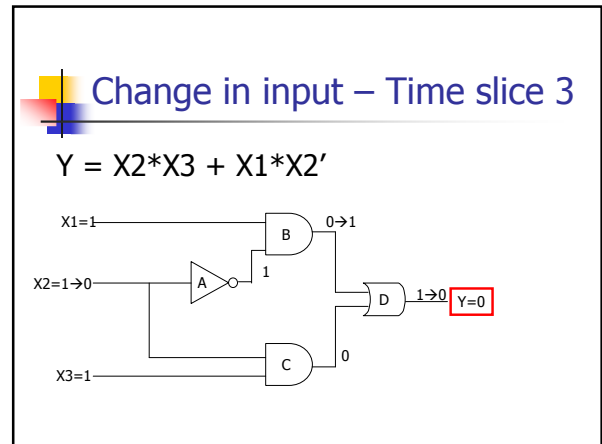 Change in input – Time slice 3
Y = X2*X3 + X1*X2′
X1=1
B
0→1
X2=1→0
A
1
D
1→0
Y=0
C
0
X3=1